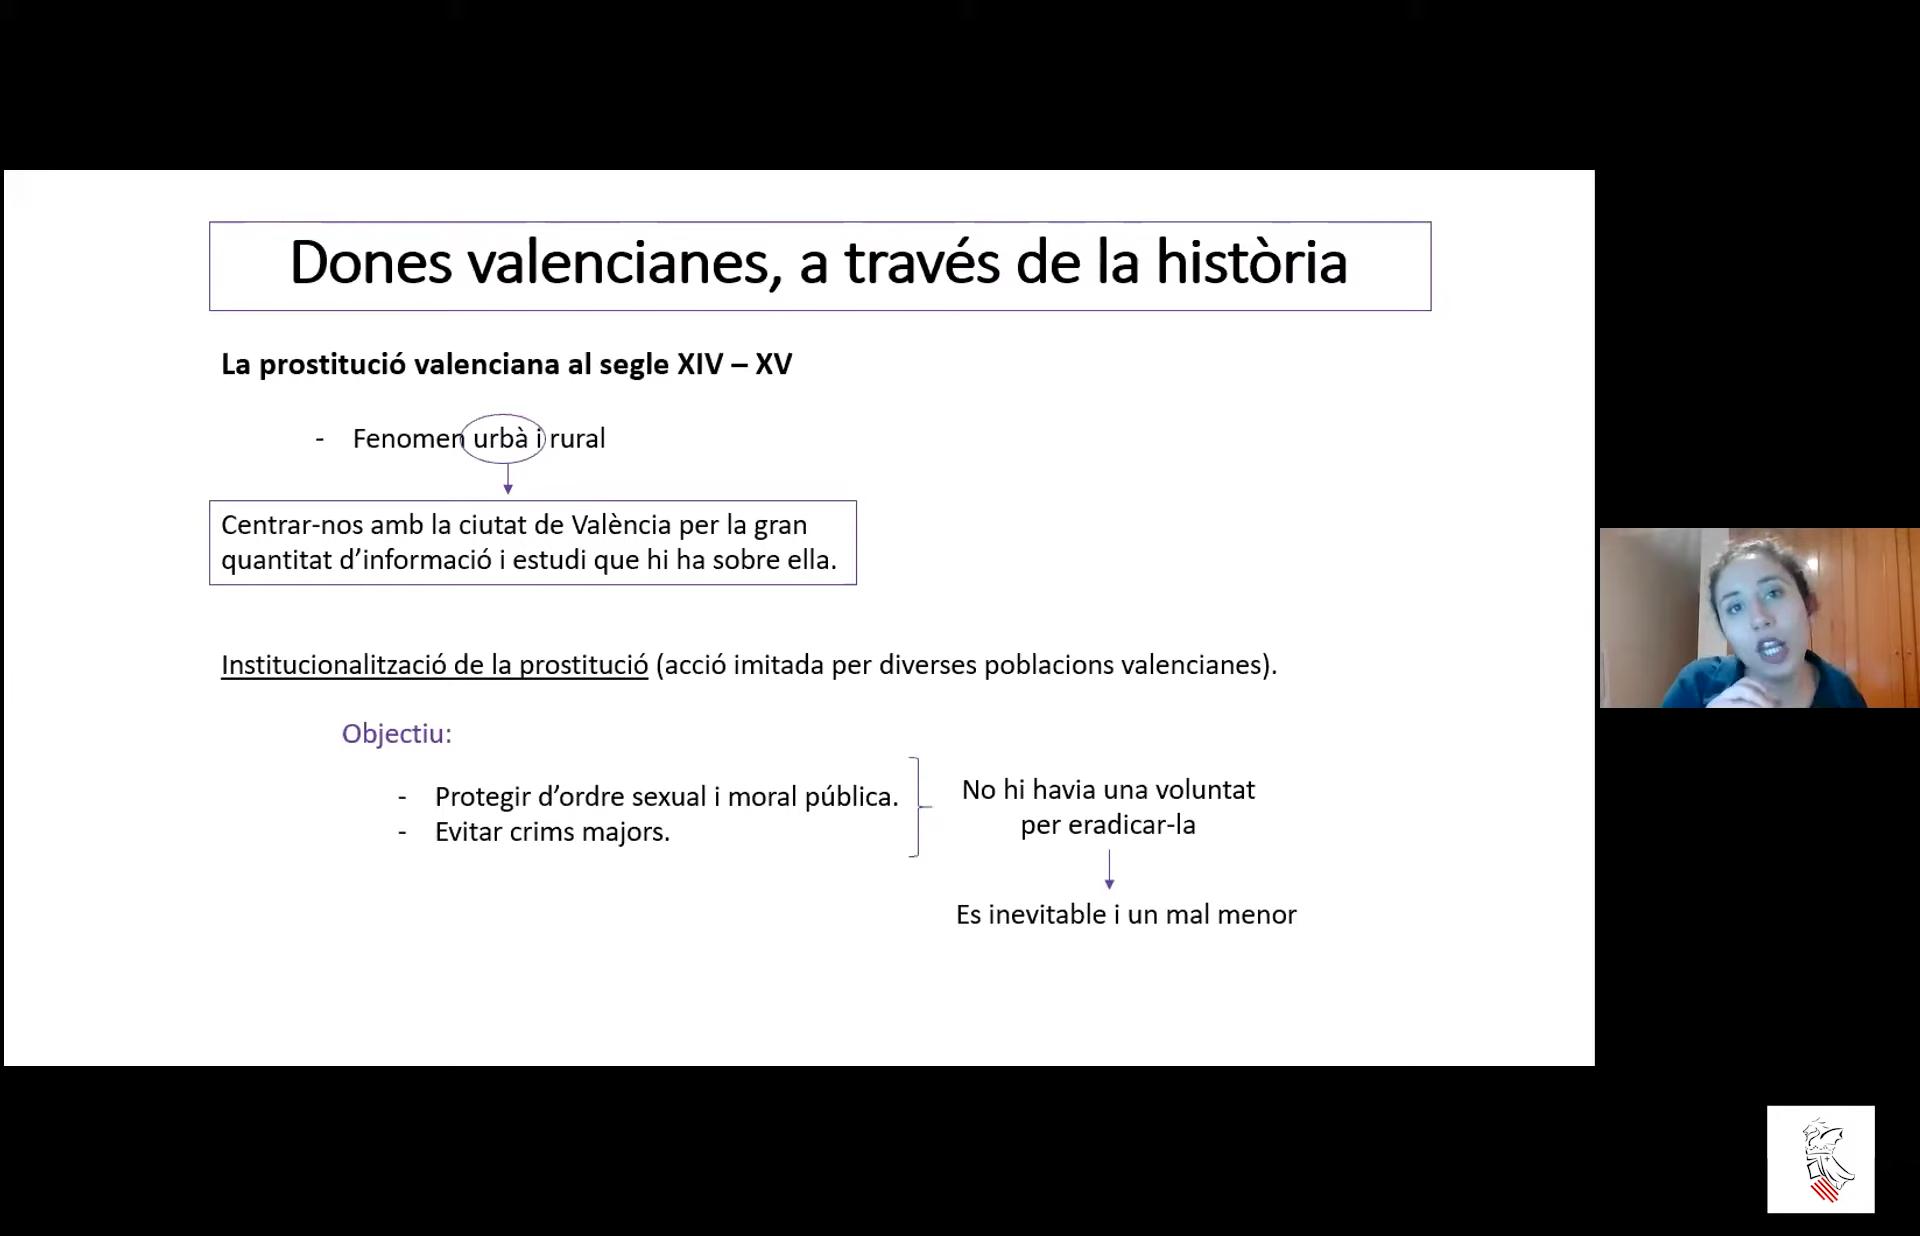 Dones valencianes, a través de la història
La prostitució valenciana al segle XIV – XV
- Fenomen urbà i rural
Centrar-nos amb la ciutat de València per la gran
quantitat d’informació i estudi que hi ha sobre ella.
Institucionalització de la prostitució (acció imitada per diverses poblacions valencianes).
Objectiu:
- Protegir d’ordre sexual i moral pública.
- Evitar crims majors.
No hi havia una voluntat
per eradicar-la
Es inevitable i un mal menor